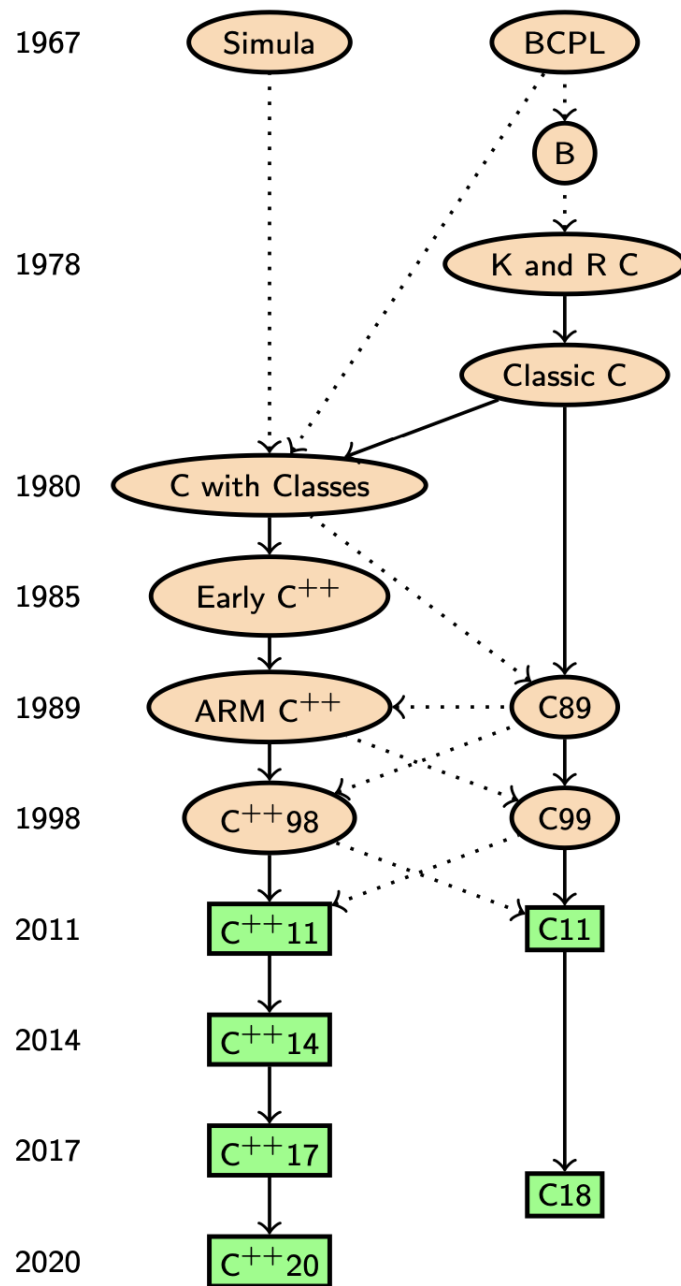 1967 Simula BCPL
B
1978 K and R C
Classic C
1980 C with Classes
1985 Early C++
1989 ARM C++ C89
1998 C++98 C99
2011 C++11 C11
2014 C++14
2017 C++17
C18
2020 C++20